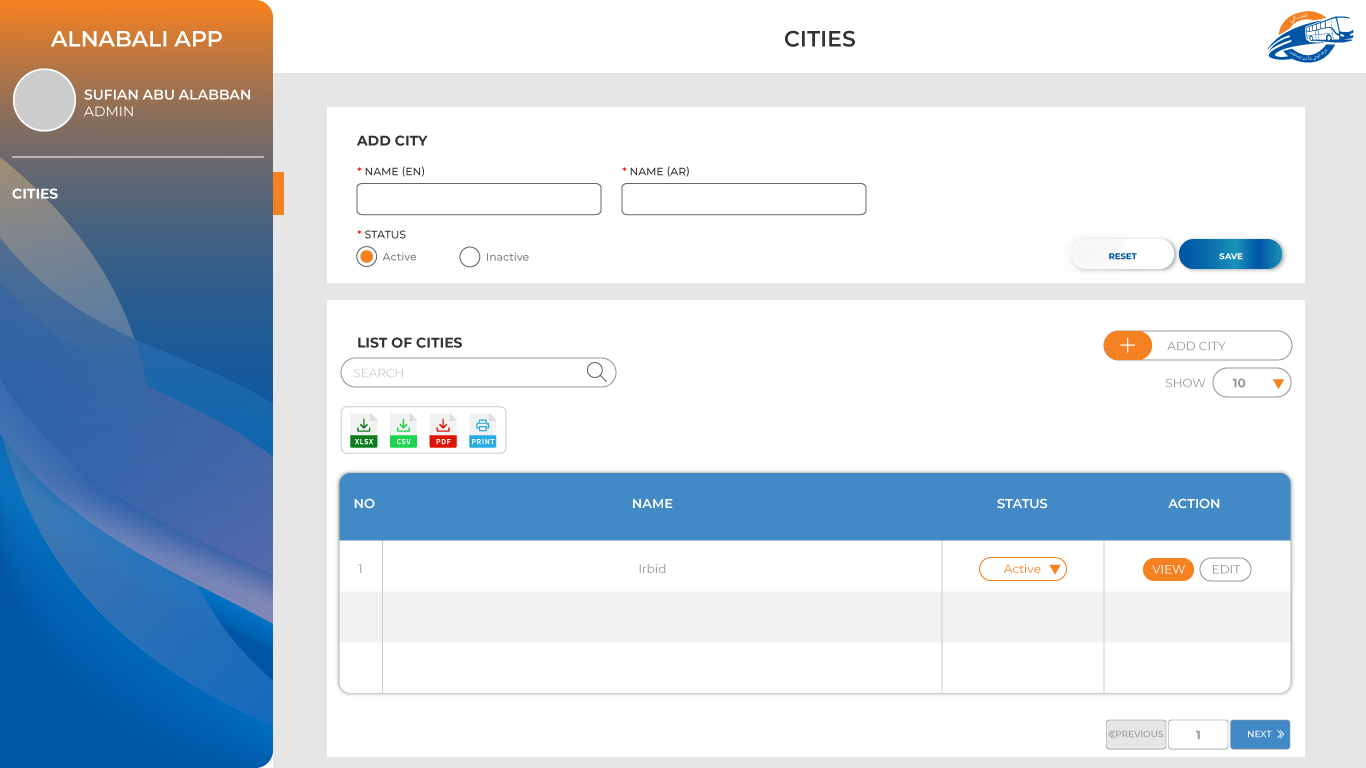 ALNABALI APP
SUFIAN ABU ALABBAN
ADMIN
CITIES
CITIES
ADD CITY
* NAME (EN)
* NAME (AR)
* STATUS
Active
Inactive
RESET
SAVE
LIST OF CITIES
ADD CITY
SEARCH
SHOW
10
XLSX
CSV
PDF
PRINT
NO
NAME
STATUS
ACTION
1
Irbid
Active
VIEW
EDIT
PREVIOUS
1
NEXT